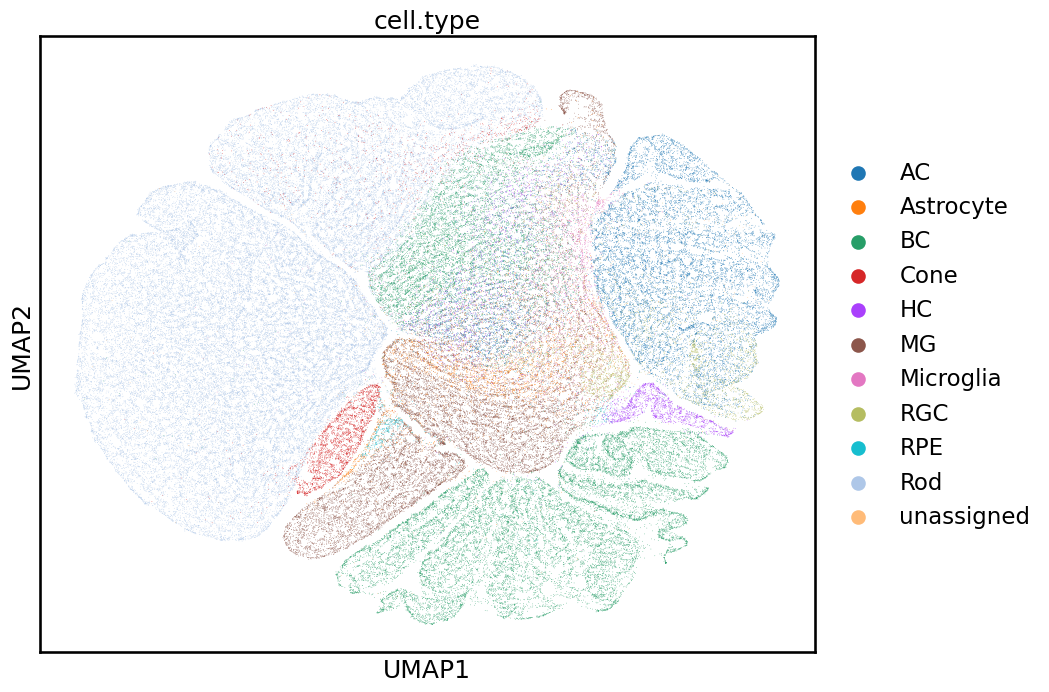 cell.type
UMAP2
UMAP1
AC
Astrocyte
BC
Cone
HC
MG
Microglia
RGC
RPE
Rod
unassigned